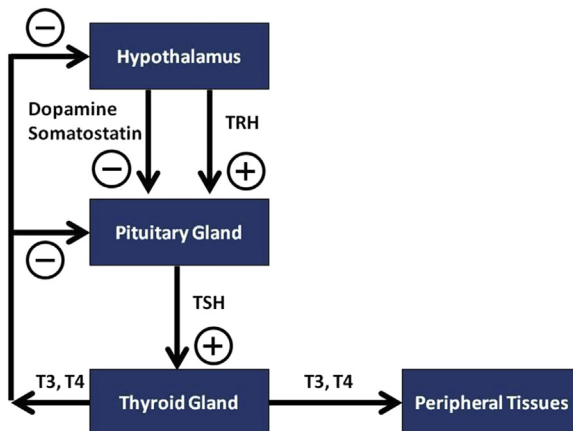 −
Hypothalamus
Dopamine
Somatostatin
TRH
−
+
Pituitary Gland
−
TSH
+
T3, T4
T3, T4
Thyroid Gland
Peripheral Tissues